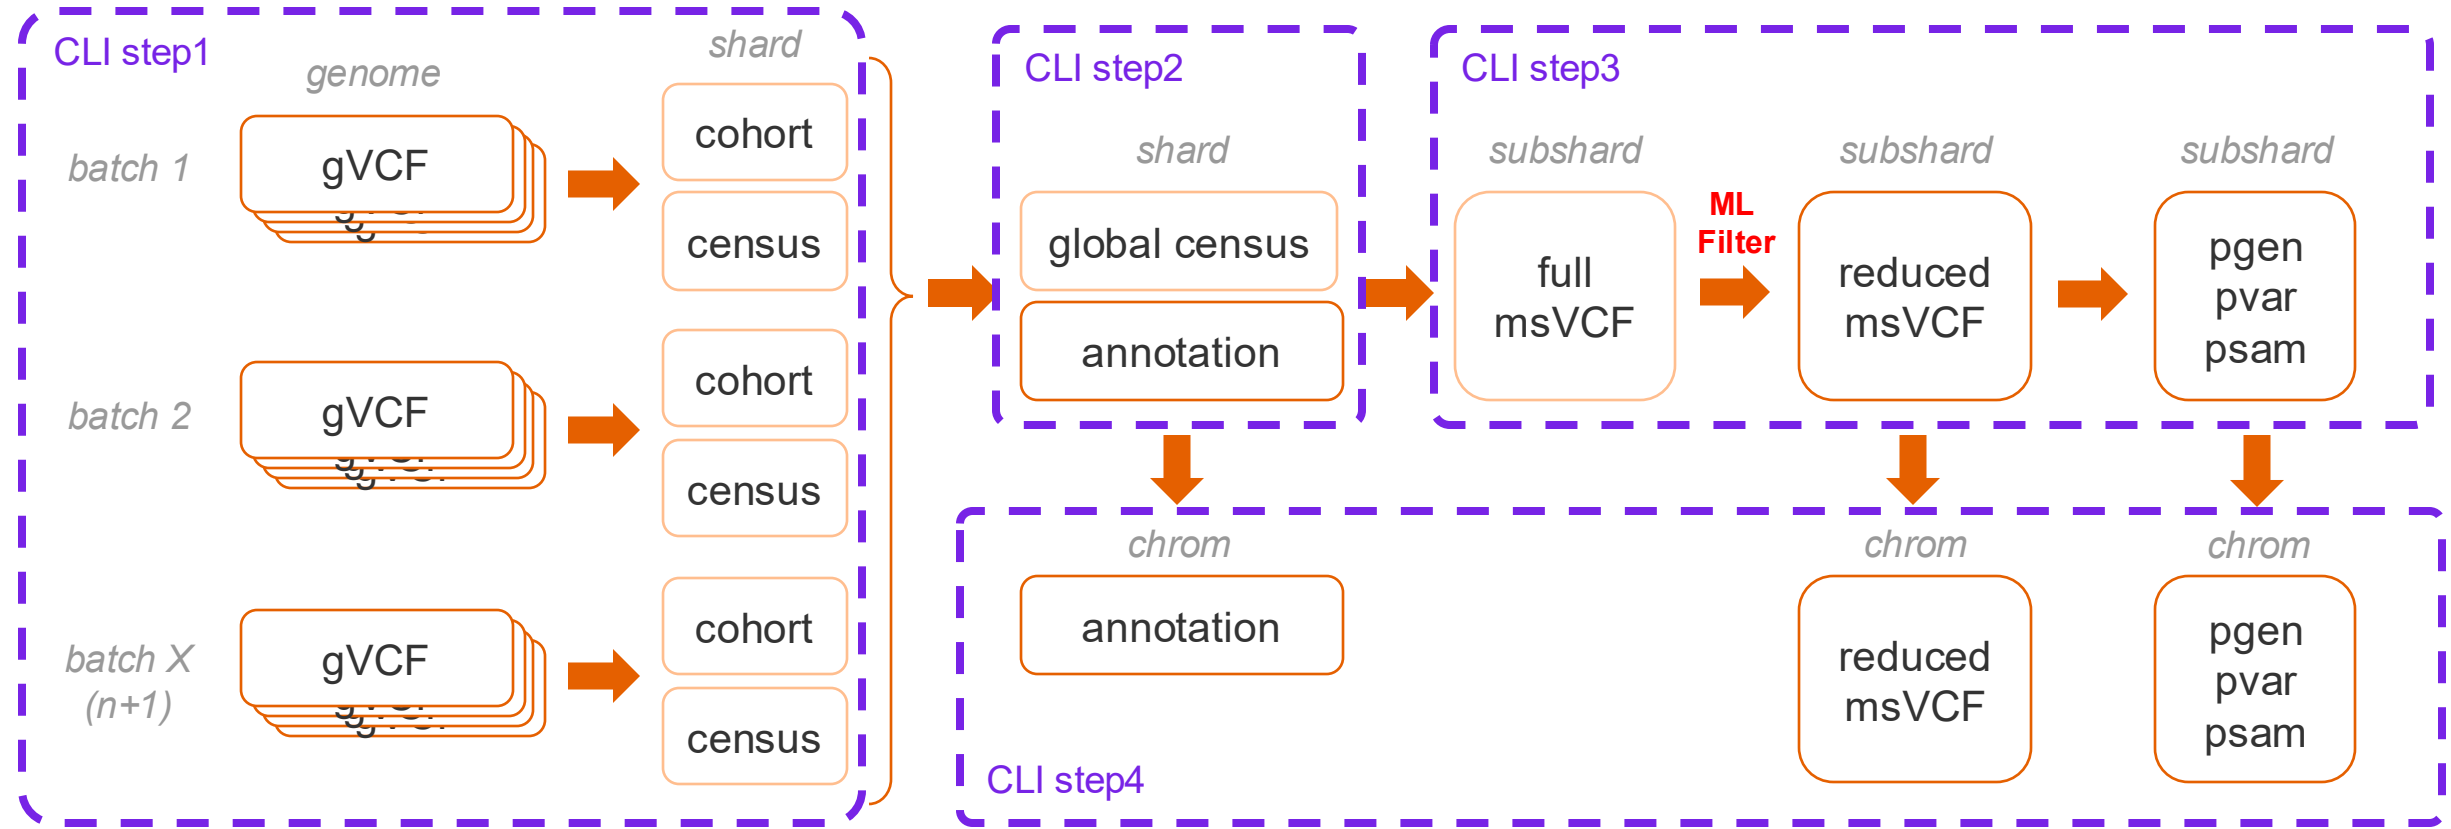 CLI step1
genome
shard
batch 1
gVCF
cohort
census
batch 2
gVCF
cohort
census
batch X
(n+1)
gVCF
cohort
census
CLI step2
shard
global census
annotation
CLI step3
subshard
full
msVCF
ML
Filter
subshard
reduced
msVCF
subshard
pgen
pvar
psam
chrom
annotation
chrom
reduced
msVCF
chrom
pgen
pvar
psam
CLI step4